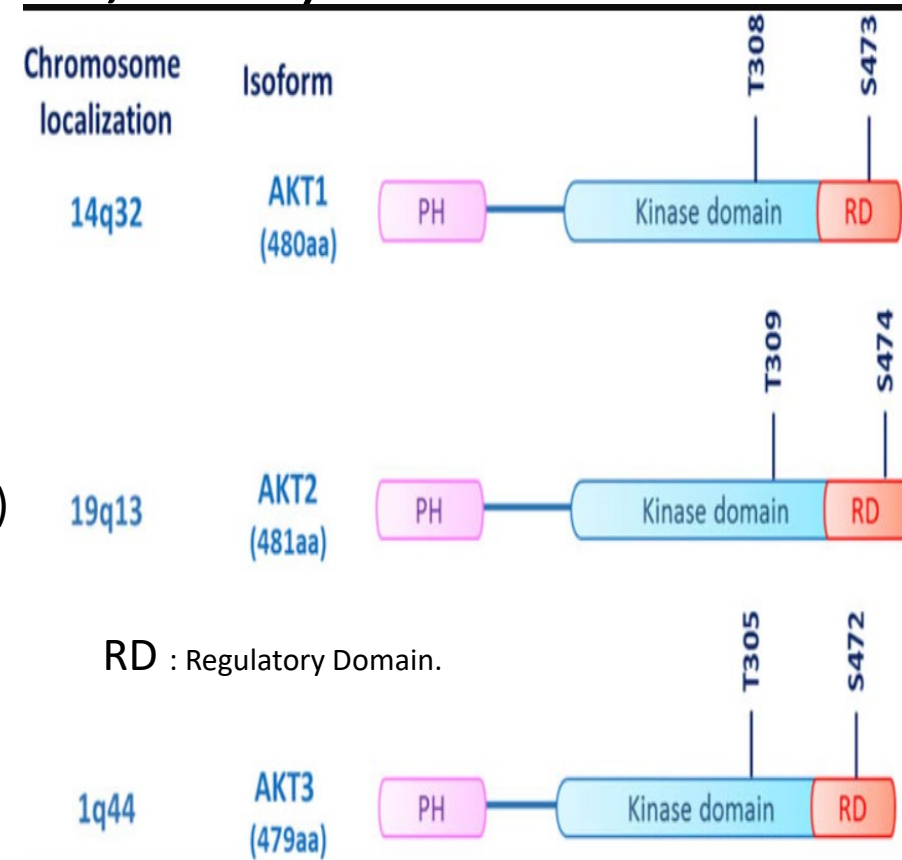 Chromosome
localization
Isoform
T308
S473
14q32
AKT1
(480aa)
PH
Kinase domain
RD
T309
S474
)
19q13
AKT2
(481aa)
PH
Kinase domain
RD
RD : Regulatory Domain.
T305
S472
1q44
AKT3
(479aa)
PH
Kinase domain
RD